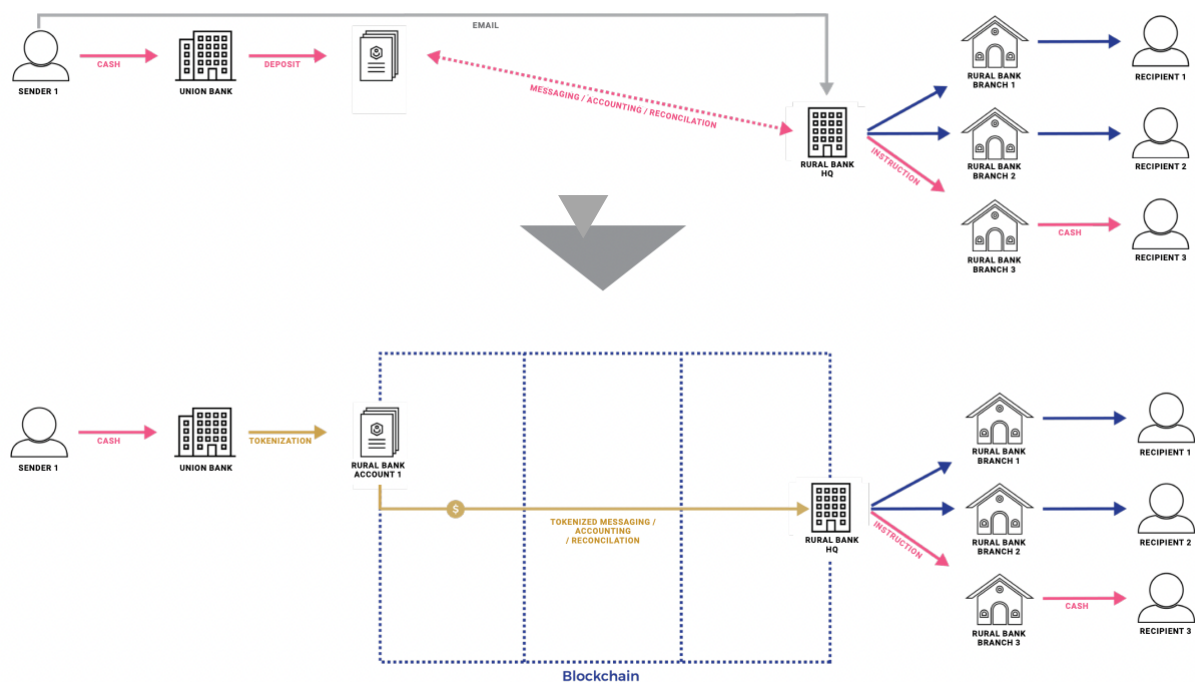 EMAIL
CASH
DEPOSIT
SENDER 1
UNION BANK
MESSAGING / ACCOUNTING / RECONCILATION
RURAL BANK
HQ
INSTRUCTION
RURAL BANK
BRANCH 1
RECIPIENT 1
RURAL BANK
BRANCH 2
RECIPIENT 2
RURAL BANK
BRANCH 3
CASH
RECIPIENT 3
CASH
TOKENIZATION
SENDER 1
UNION BANK
RURAL BANK
ACCOUNT 1
$
TOKENIZED MESSAGING /
ACCOUNTING
/ RECONCILATION
RURAL BANK
HQ
INSTRUCTION
RURAL BANK
BRANCH 1
RECIPIENT 1
RURAL BANK
BRANCH 2
RECIPIENT 2
RURAL BANK
BRANCH 3
CASH
RECIPIENT 3
Blockchain